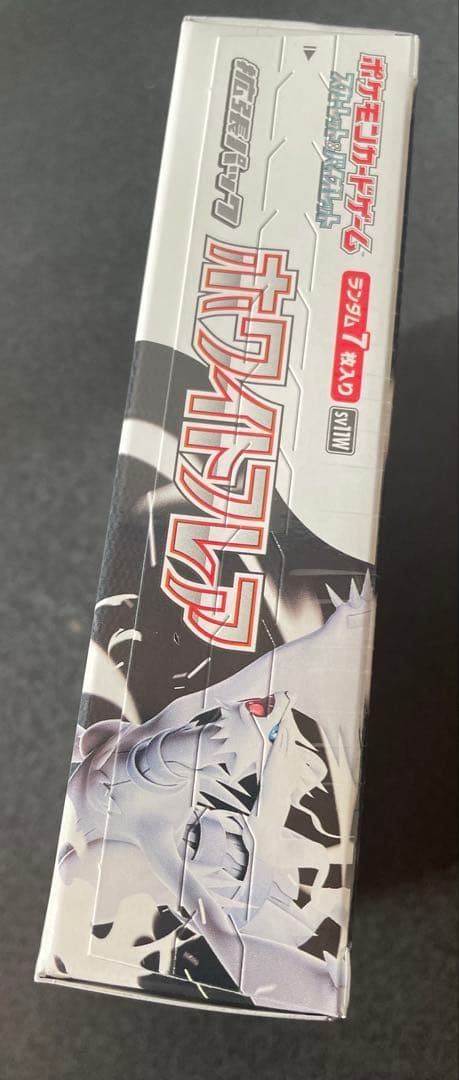 ポケモンカードゲーム
スカーレット&バイオレット
ランダム7枚入り
sv11W
拡張パック
ホワイトフレア